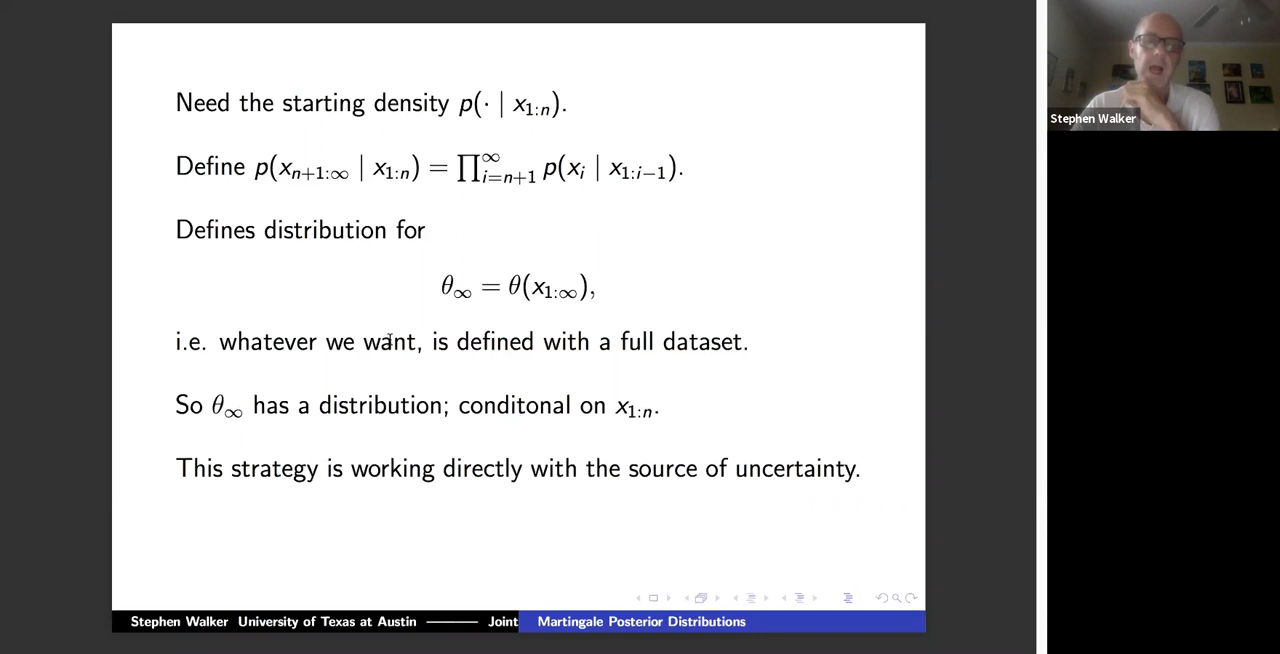 Need the starting density p(· | x₁:ₙ).
Define p(xₙ₊₁:∞ | x₁:ₙ) = ∏_{i=n+1}^{∞} p(xᵢ | x₁:ᵢ₋₁).
Defines distribution for
θ∞ = θ(x₁:∞),
i.e. whatever we want, is defined with a full dataset.
So θ∞ has a distribution; conditonal on x₁:ₙ.
This strategy is working directly with the source of uncertainty.
Stephen Walker University of Texas at Austin ——— Joint
Martingale Posterior Distributions
Stephen Walker